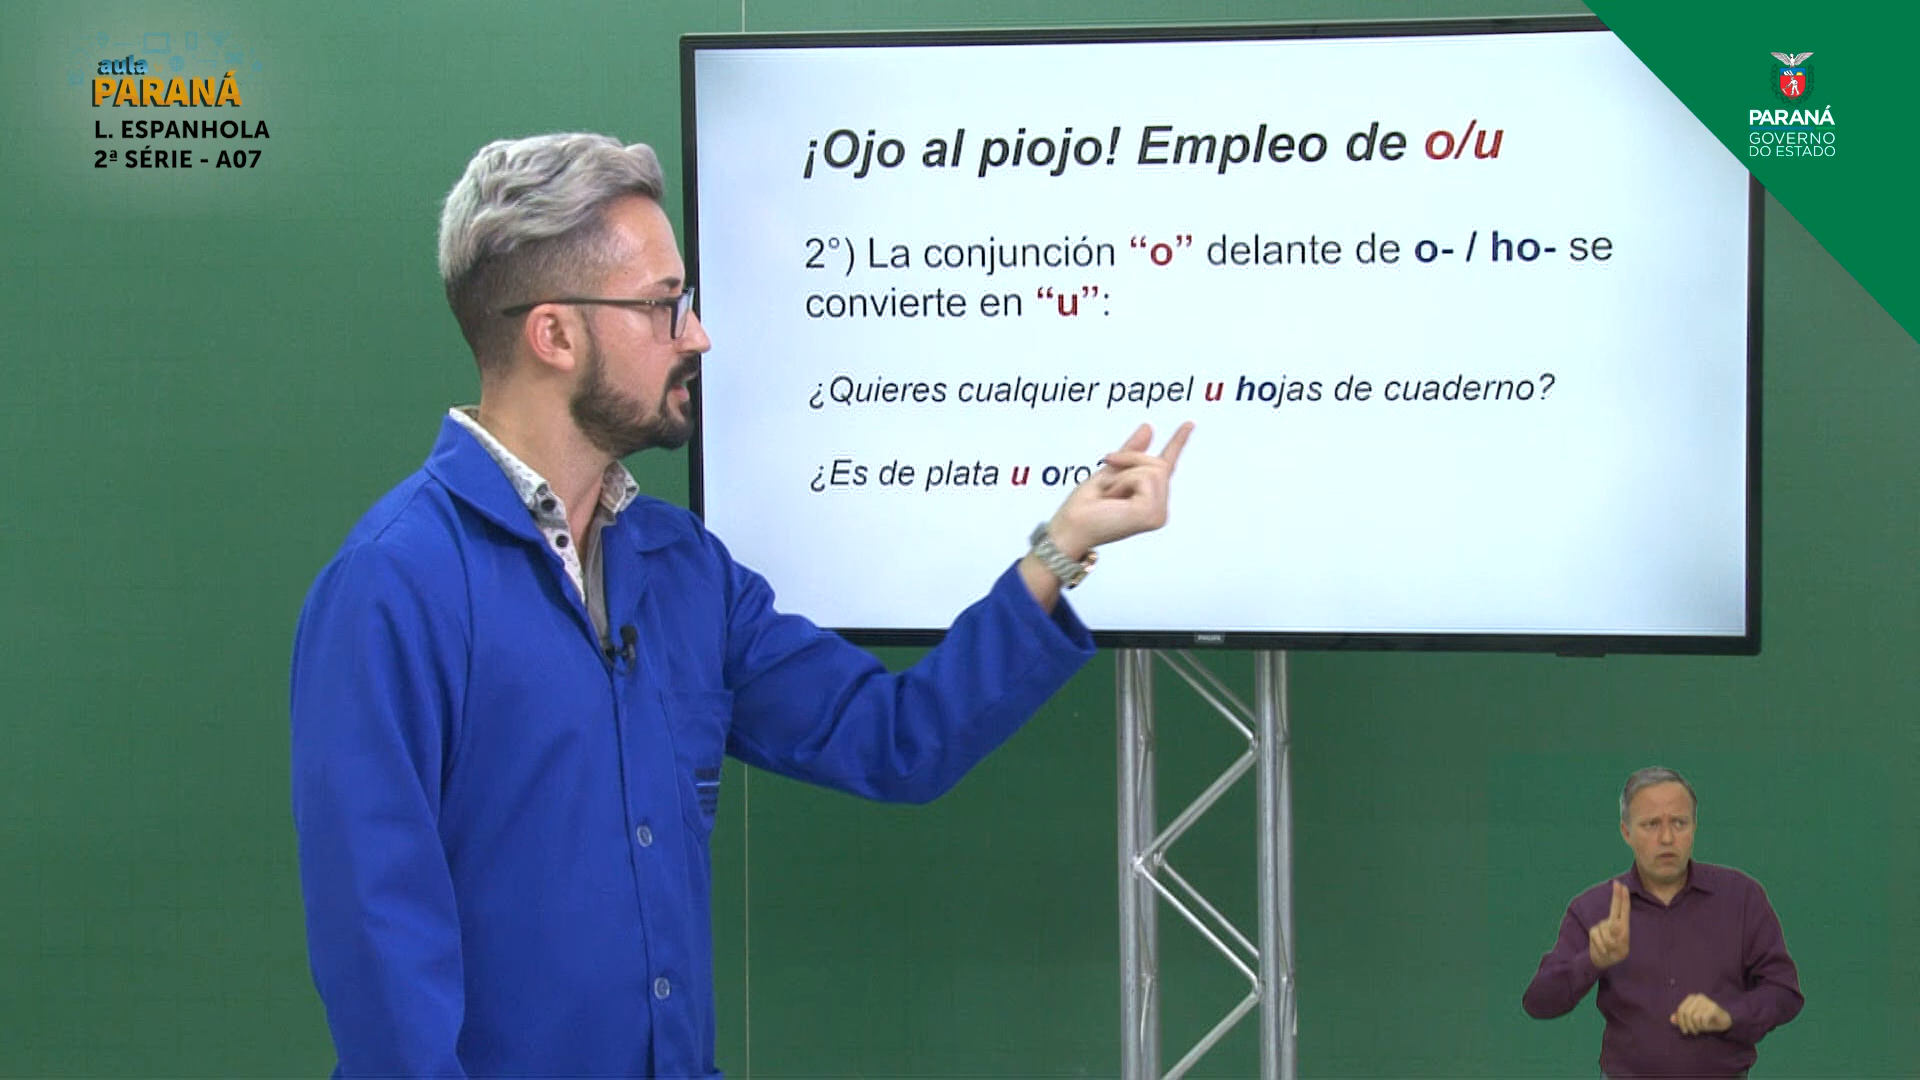 aula
PARANÁ
L. ESPANHOLA
2ª SÉRIE - A07
¡Ojo al piojo! Empleo de o/u
2°) La conjunción “o” delante de o- / ho- se
convierte en “u”:
¿Quieres cualquier papel u hojas de cuaderno?
¿Es de plata u oro?
PHILIPS
PARANÁ
GOVERNO
DO ESTADO